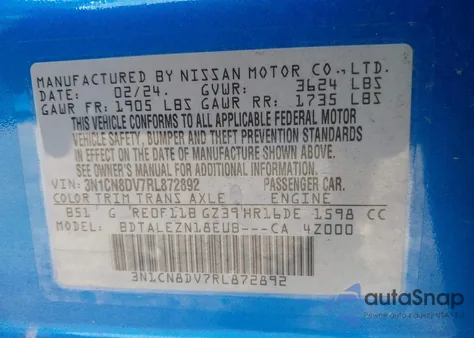 MANUFACTURED BY NISSAN MOTOR CO., LTD.
DATE: 02/24. GVWR: 3624 LBS
GAWR FR: 1905 LBS GAWR RR: 1735 LBS
THIS VEHICLE CONFORMS TO ALL APPLICABLE FEDERAL MOTOR
VEHICLE SAFETY, BUMPER AND THEFT PREVENTION STANDARDS
IN EFFECT ON THE DATE OF MANUFACTURE SHOWN ABOVE.
SEE OWNER'S MANUAL FOR ADDITIONAL INFORMATION.
VIN: 3N1CN8DV7RL872892 PASSENGER CAR.
COLOR TRIM TRANS AXLE ENGINE
B51 G RE0F11B GZ39 HR16DE 1598 CC
MODEL: BDTALEZN18EUB---CA 4Z000
3N1CN8DV7RL872892
autoSnap